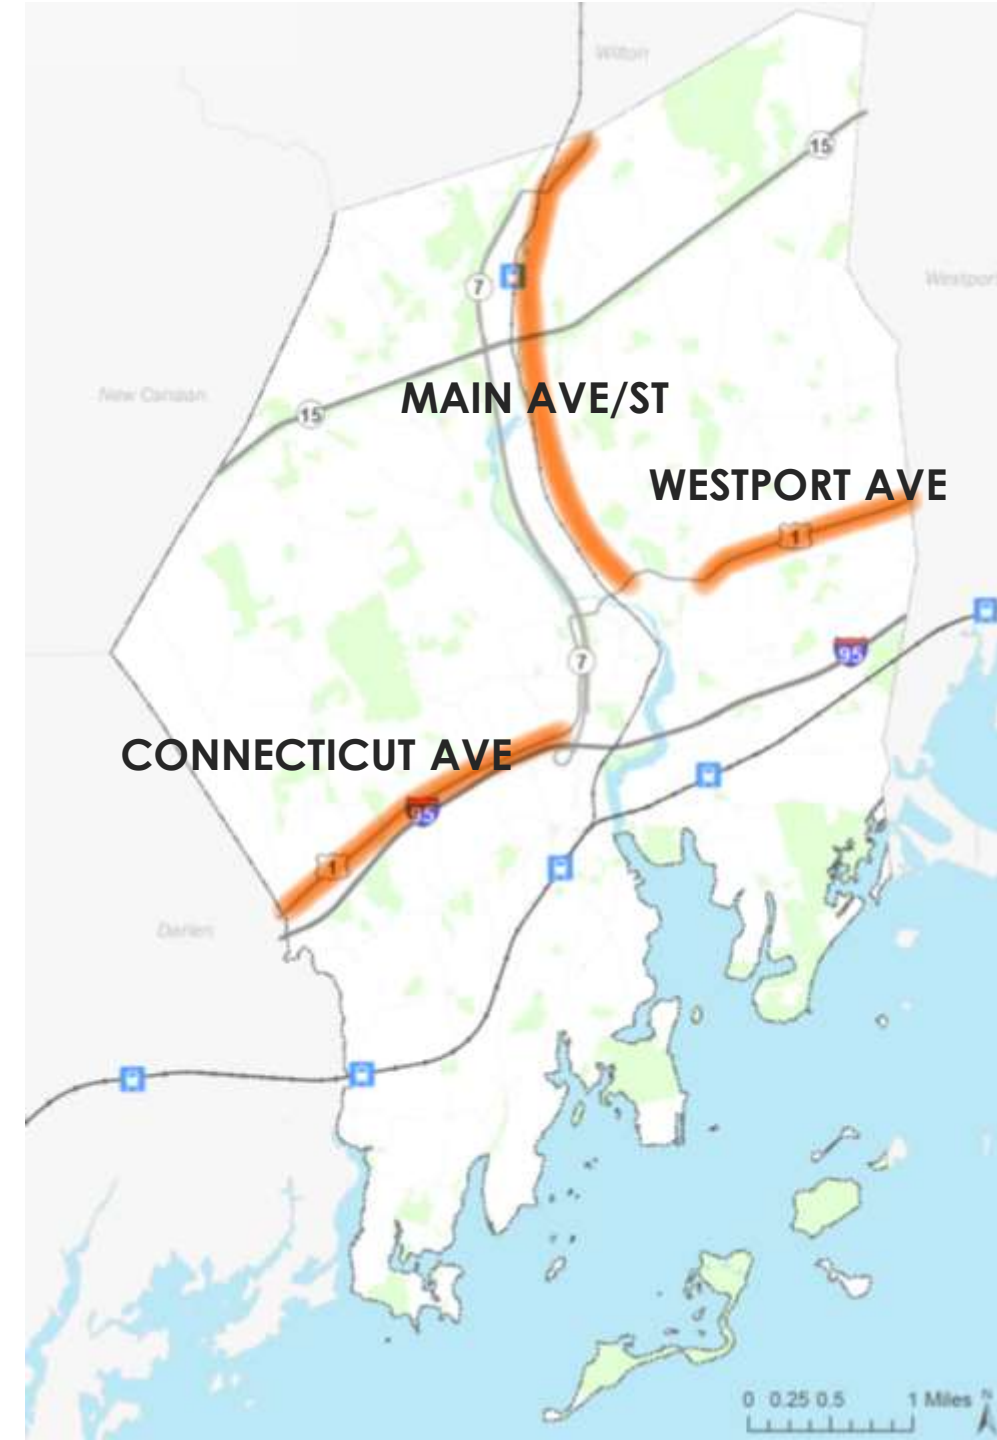 Wilton
15
7
Westport
MAIN AVE/ST
New Canaan
15
WESTPORT AVE
1
95
7
CONNECTICUT AVE
95
1
Darien
0 0.25 0.5 1 Miles
N